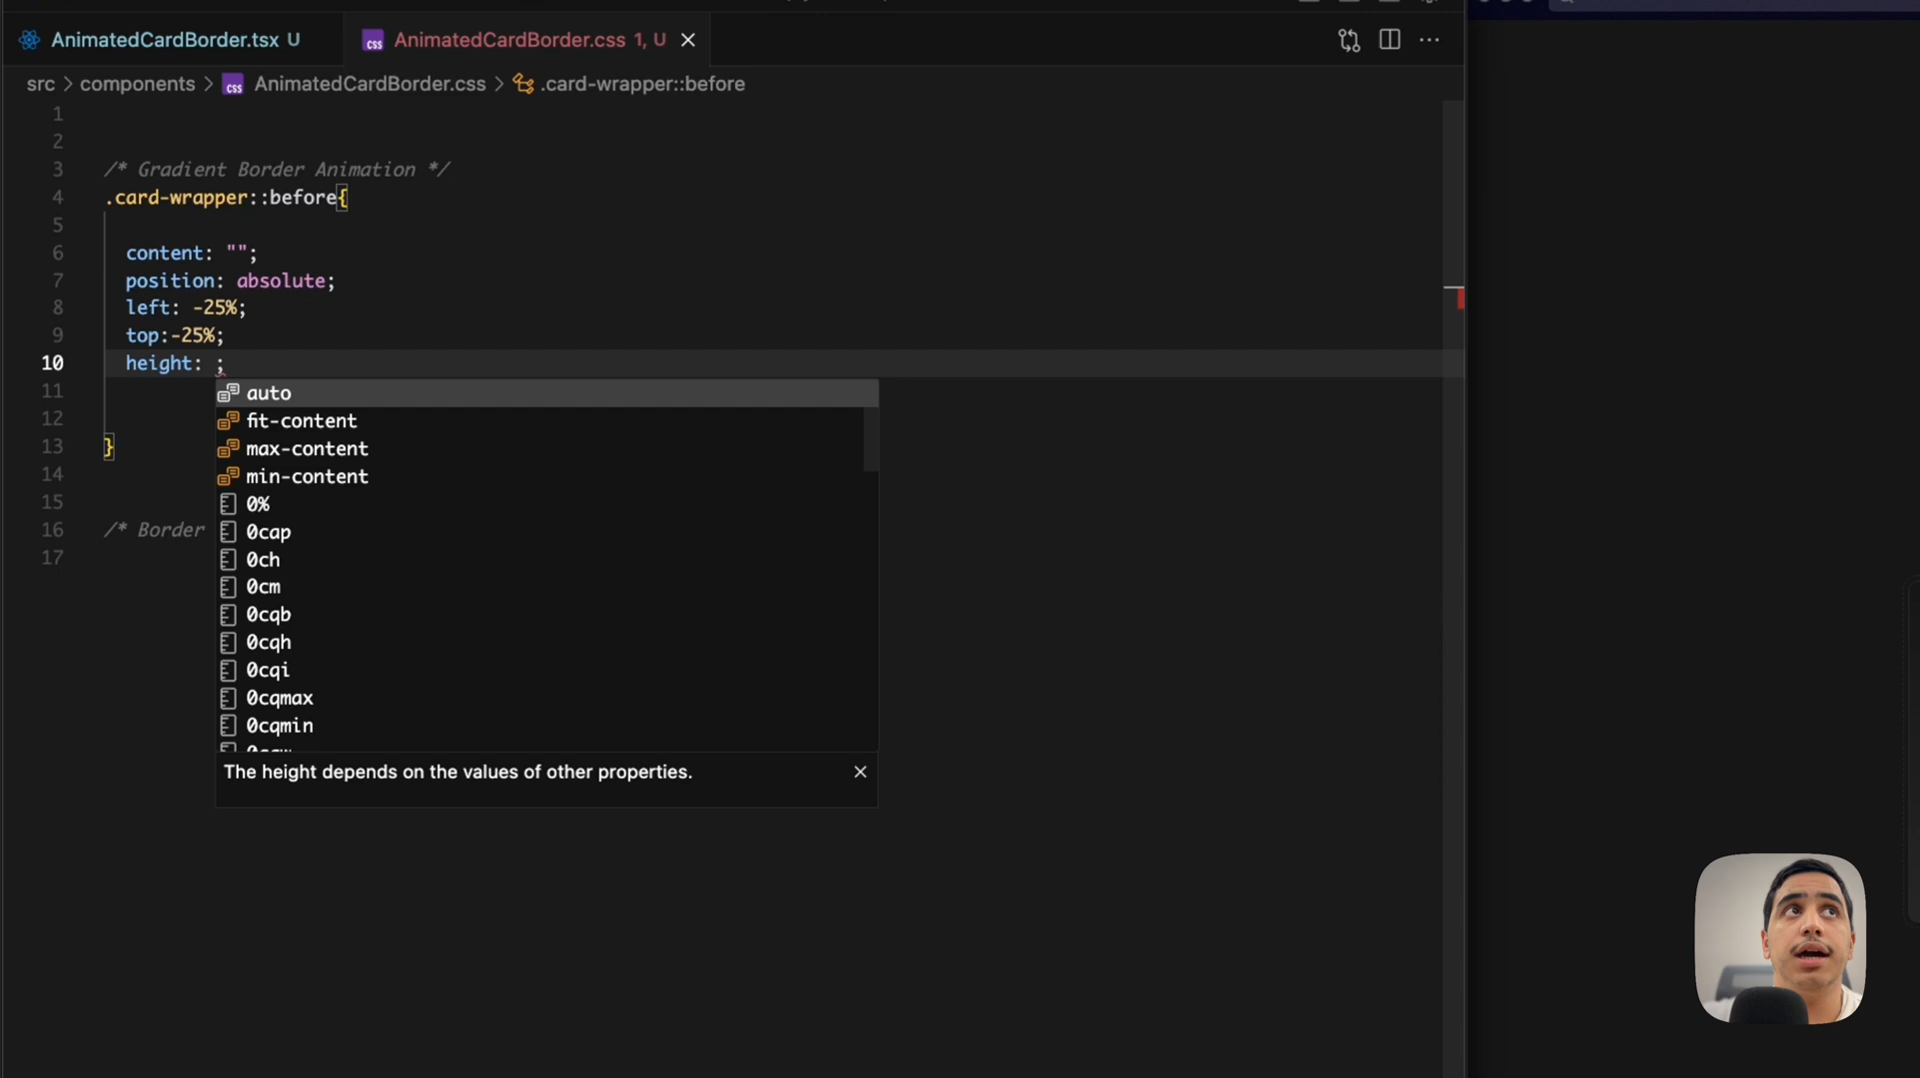 AnimatedCardBorder.tsx U
AnimatedCardBorder.css 1, U
src > components > AnimatedCardBorder.css > .card-wrapper::before
1
2
3 /* Gradient Border Animation */
4 .card-wrapper::before{
5
6 content: "";
7 position: absolute;
8 left: -25%;
9 top:-25%;
10 height: ;
11
12
13 }
14
15
16 /* Border
17
auto
fit-content
max-content
min-content
0%
0cap
0ch
0cm
0cqb
0cqh
0cqi
0cqmax
0cqmin
The height depends on the values of other properties.